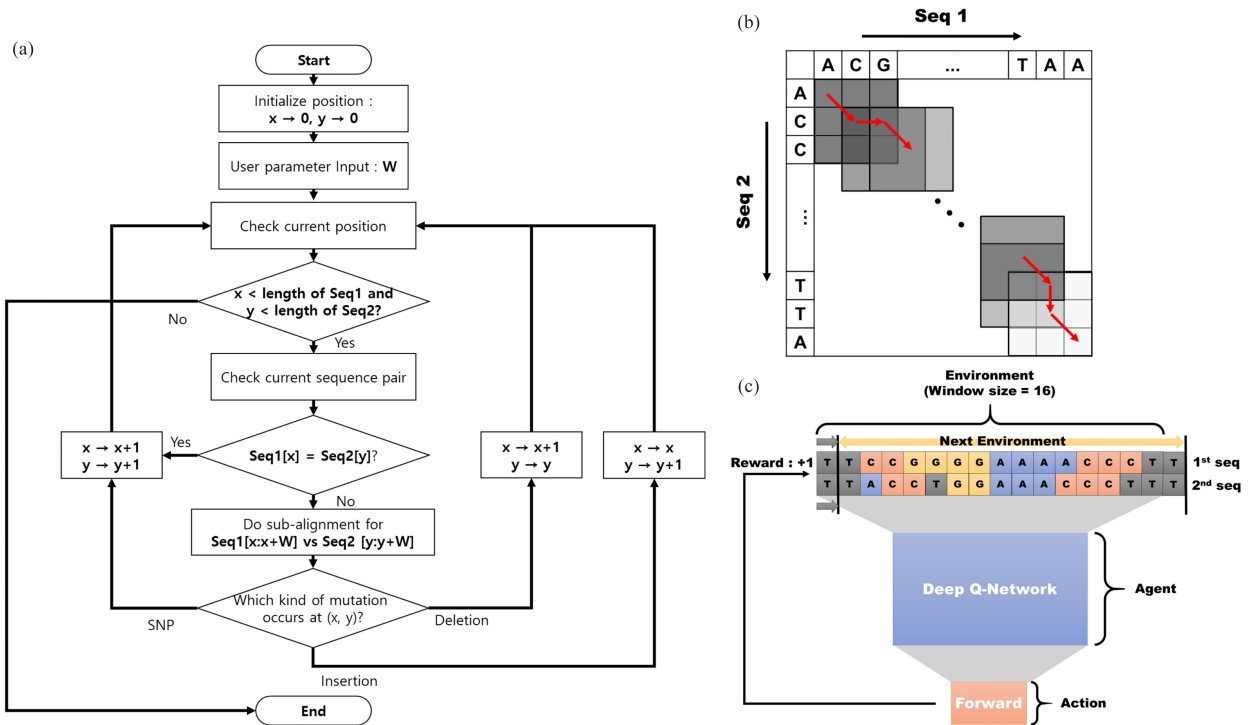 (a)
Start
Initialize position :
x → 0, y → 0
User parameter Input : W
Check current position
x < length of Seq1 and
y < length of Seq2?
No
Yes
Check current sequence pair
x → x+1
y → y+1
Yes
Seq1[x] = Seq2[y]?
x → x+1
y → y
x → x
y → y+1
No
Do sub-alignment for
Seq1[x:x+W] vs Seq2 [y:y+W]
Which kind of mutation
occurs at (x, y)?
SNP
Deletion
Insertion
End
(b)
Seq 1
A C G ... T A A
Seq 2
A
C
C
...
T
T
A
(c)
Environment
(Window size = 16)
Next Environment
Reward : +1
T T C C G G G G A A A A C C C T T
1st seq
T T A C C T G G A A A C C C T T T
2nd seq
Deep Q-Network
Agent
Forward
Action